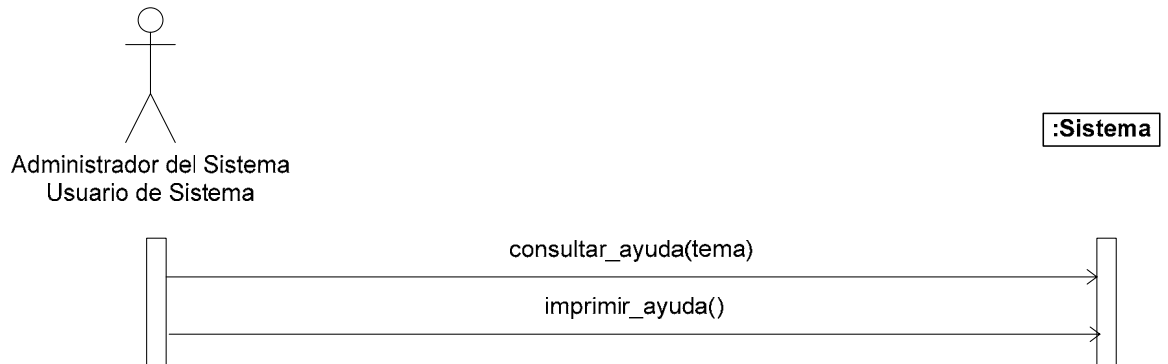 :Sistema
Administrador del Sistema
Usuario de Sistema
consultar_ayuda(tema)
imprimir_ayuda()